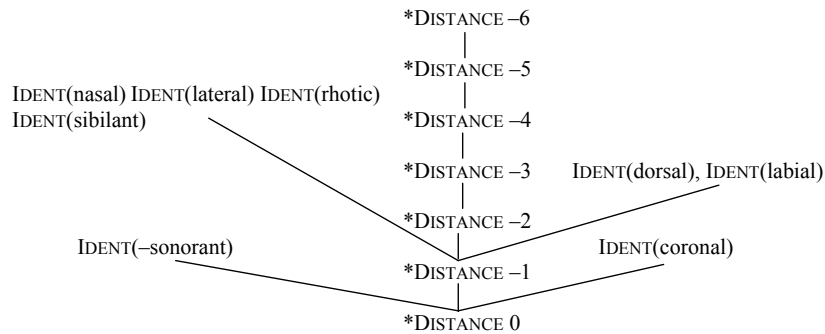 *DISTANCE –6
*DISTANCE –5
IDENT(nasal) IDENT(lateral) IDENT(rhotic)
IDENT(sibilant)
*DISTANCE –4
*DISTANCE –3
IDENT(dorsal), IDENT(labial)
*DISTANCE –2
IDENT(–sonorant)
IDENT(coronal)
*DISTANCE –1
*DISTANCE 0